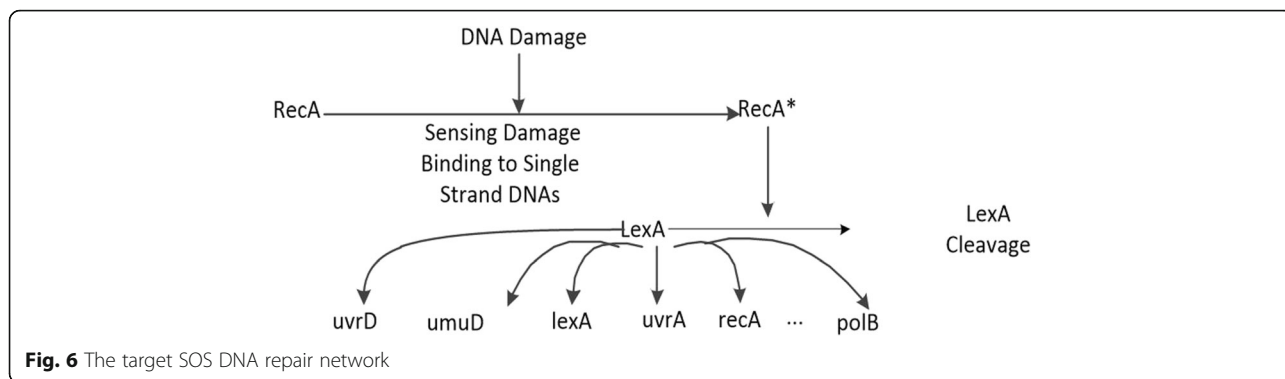 DNA Damage
RecA
RecA*
Sensing Damage
Binding to Single
Strand DNAs
LexA
LexA
Cleavage
uvrD umuD lexA uvrA recA ... polB
Fig. 6 The target SOS DNA repair network